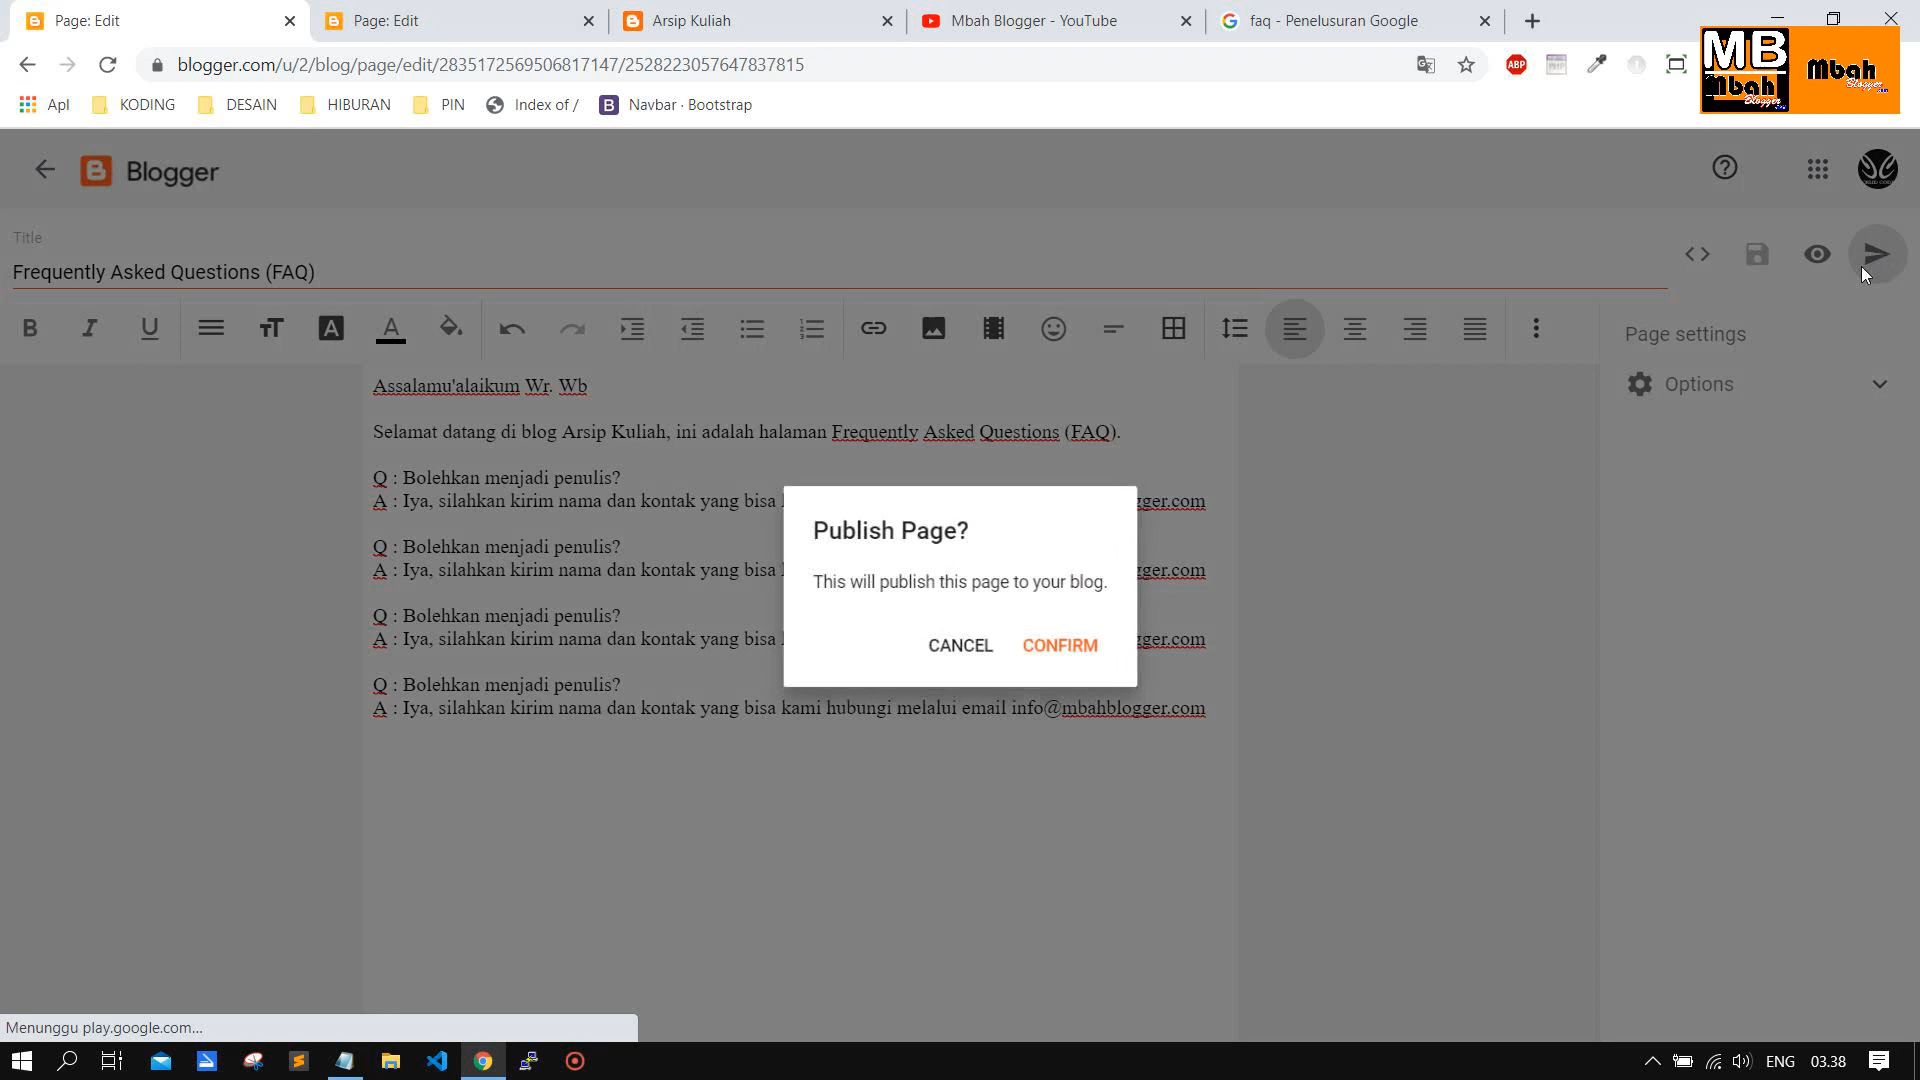 Page: Edit
Page: Edit
Arsip Kuliah
Mbah Blogger - YouTube
faq - Penelusuran Google
blogger.com/u/2/blog/page/edit/2835172569506817147/2528223057647837815
ABP
MB
Mbah
Blogger
Mbah
Blogger
Apl
KODING
DESAIN
HIBURAN
PIN
Index of /
Navbar · Bootstrap
Blogger
Title
Frequently Asked Questions (FAQ)
Page settings
Options
Assalamu'alaikum Wr. Wb
Selamat datang di blog Arsip Kuliah, ini adalah halaman Frequently Asked Questions (FAQ).
Q : Bolehkan menjadi penulis?
A : Iya, silahkan kirim nama dan kontak yang bisa gger.com
Q : Bolehkan menjadi penulis?
A : Iya, silahkan kirim nama dan kontak yang bisa gger.com
Q : Bolehkan menjadi penulis?
A : Iya, silahkan kirim nama dan kontak yang bisa gger.com
Q : Bolehkan menjadi penulis?
A : Iya, silahkan kirim nama dan kontak yang bisa kami hubungi melalui email info@mbahblogger.com
Publish Page?
This will publish this page to your blog.
CANCEL
CONFIRM
Menunggu play.google.com...
ENG
03.38